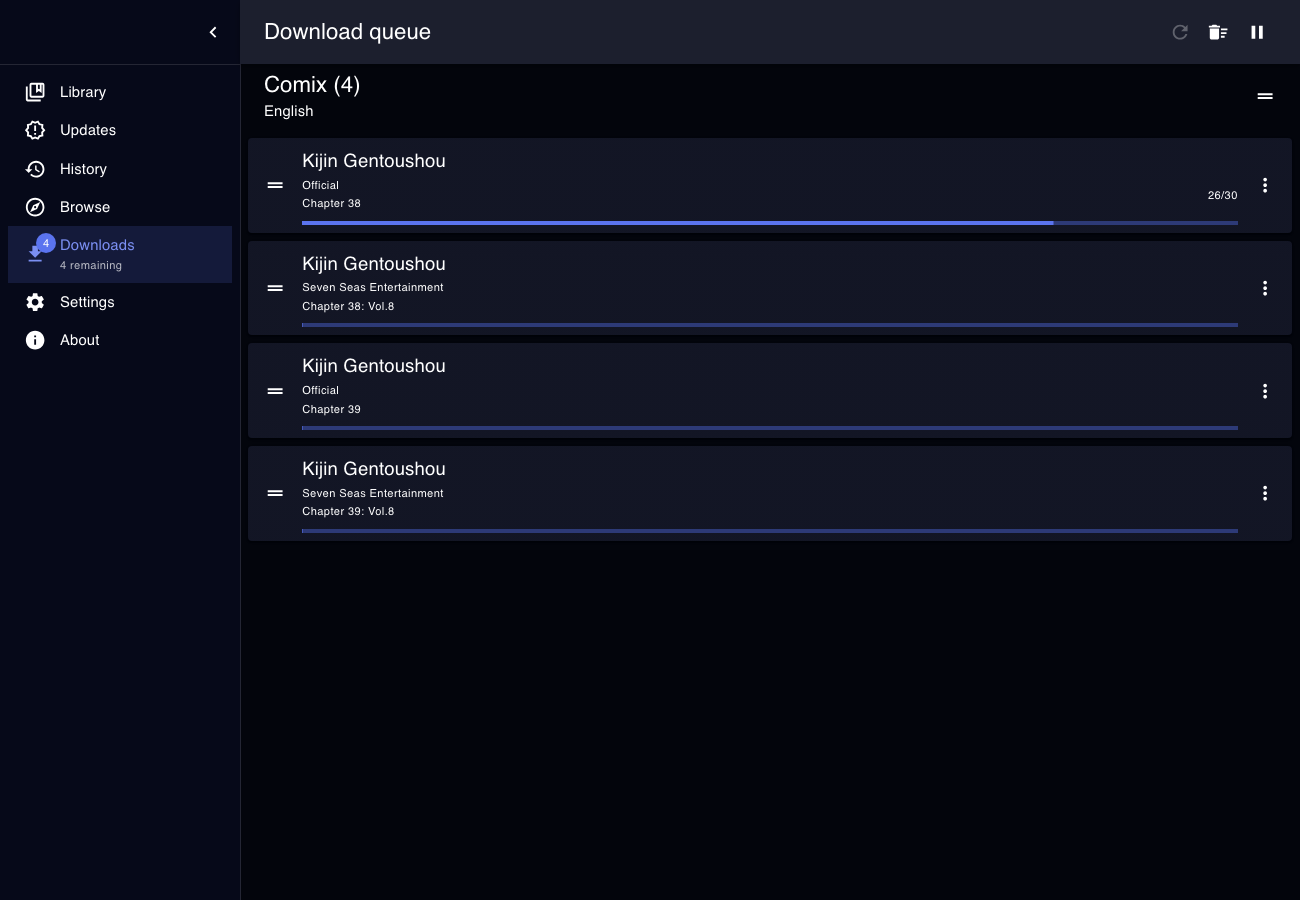 Download queue
Library
Updates
History
Browse
4
Downloads
4 remaining
Settings
About
Comix (4)
English
Kijin Gentoushou
Official
Chapter 38
26/30
Kijin Gentoushou
Seven Seas Entertainment
Chapter 38: Vol.8
Kijin Gentoushou
Official
Chapter 39
Kijin Gentoushou
Seven Seas Entertainment
Chapter 39: Vol.8